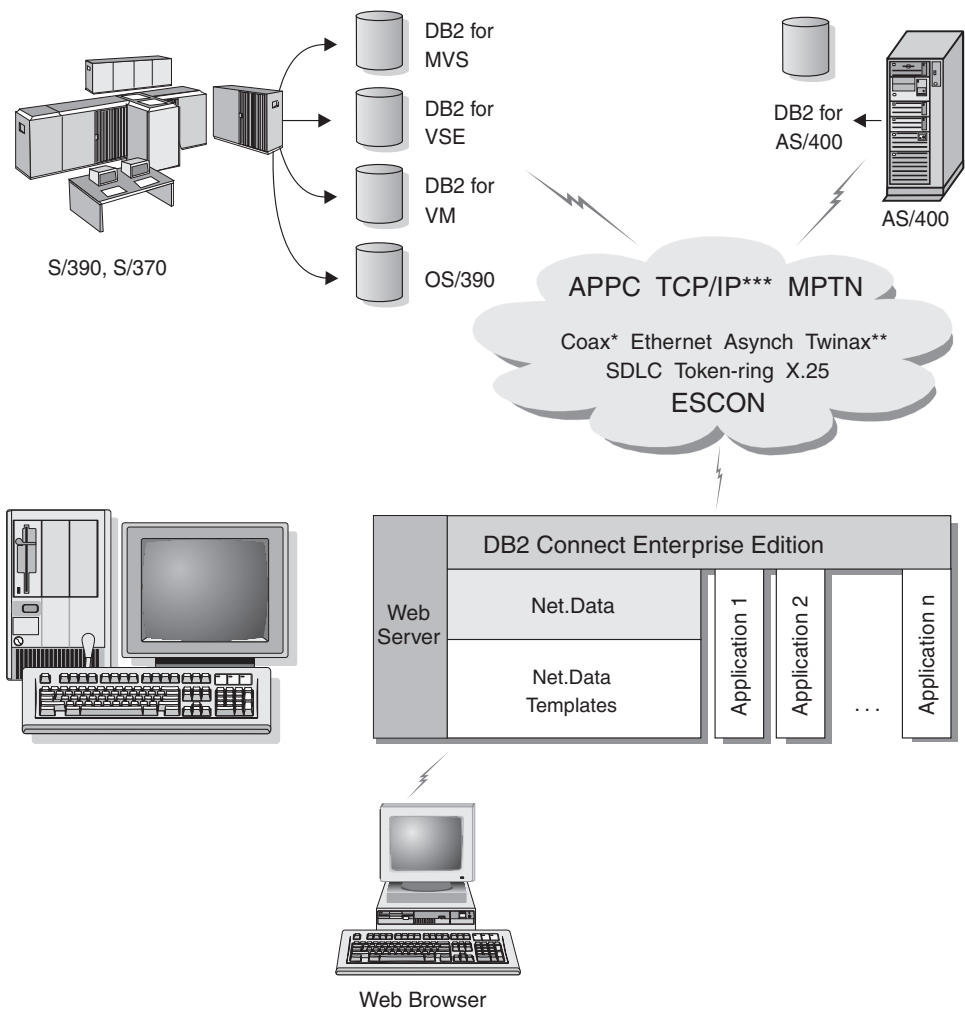 DB2 for
MVS
DB2 for
VSE
DB2 for
VM
OS/390
S/390, S/370
DB2 for
AS/400
AS/400
APPC TCP/IP*** MPTN
Coax* Ethernet Asynch Twinax**
SDLC Token-ring X.25
ESCON
DB2 Connect Enterprise Edition
Web
Server
Net.Data
Net.Data
Templates
Application 1
Application 2
. . .
Application n
Web Browser